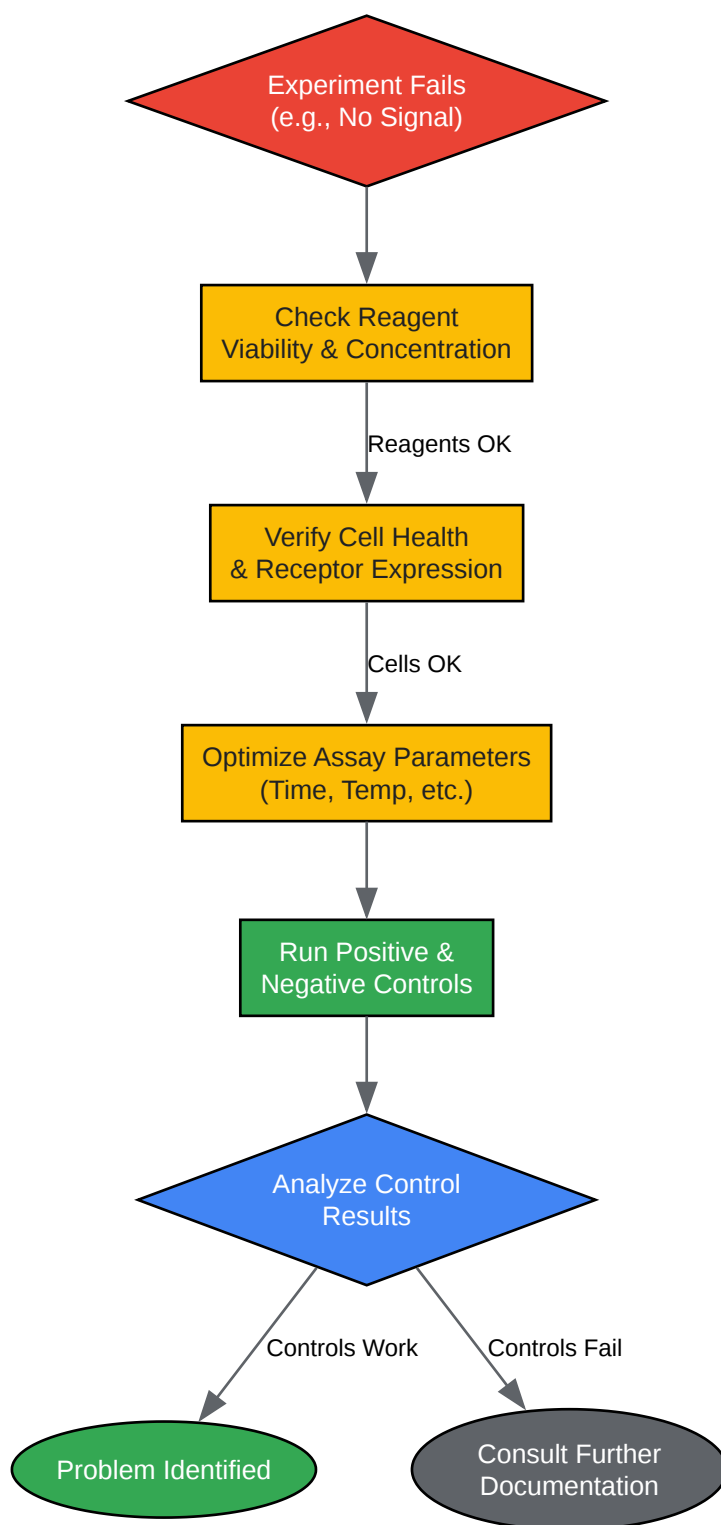 Experiment Fails
(e.g., No Signal)
Check Reagent
Viability & Concentration
Reagents OK
Verify Cell Health
& Receptor Expression
Cells OK
Optimize Assay Parameters
(Time, Temp, etc.)
Run Positive &
Negative Controls
Analyze Control
Results
Controls Work
Controls Fail
Problem Identified
Consult Further
Documentation